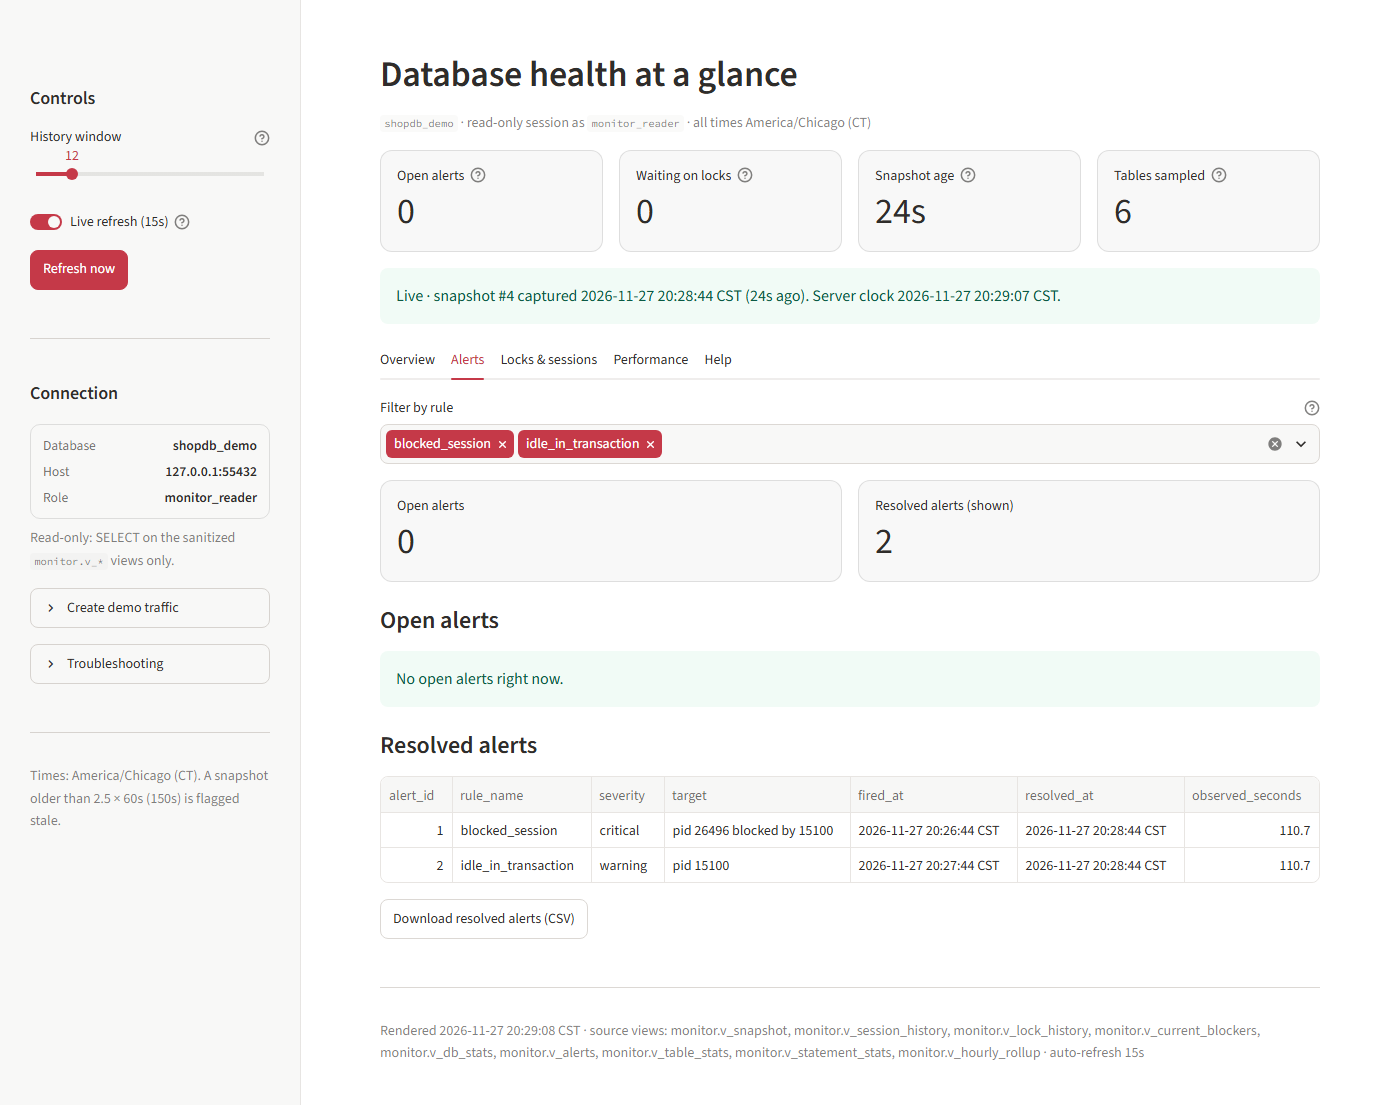 Controls
History window
12
Live refresh (15s)
Refresh now
Connection
Database shopdb_demo
Host 127.0.0.1:55432
Role monitor_reader
Read-only: SELECT on the sanitized
monitor.v_* views only.
Create demo traffic
Troubleshooting
Times: America/Chicago (CT). A snapshot
older than 2.5 × 60s (150s) is flagged
stale.
Database health at a glance
shopdb_demo · read-only session as monitor_reader · all times America/Chicago (CT)
Open alerts
0
Waiting on locks
0
Snapshot age
24s
Tables sampled
6
Live · snapshot #4 captured 2026-11-27 20:28:44 CST (24s ago). Server clock 2026-11-27 20:29:07 CST.
Overview Alerts Locks & sessions Performance Help
Filter by rule
blocked_session × idle_in_transaction ×
Open alerts
0
Resolved alerts (shown)
2
Open alerts
No open alerts right now.
Resolved alerts
alert_id rule_name severity target fired_at resolved_at observed_seconds
1 blocked_session critical pid 26496 blocked by 15100 2026-11-27 20:26:44 CST 2026-11-27 20:28:44 CST 110.7
2 idle_in_transaction warning pid 15100 2026-11-27 20:27:44 CST 2026-11-27 20:28:44 CST 110.7
Download resolved alerts (CSV)
Rendered 2026-11-27 20:29:08 CST · source views: monitor.v_snapshot, monitor.v_session_history, monitor.v_lock_history, monitor.v_current_blockers,
monitor.v_db_stats, monitor.v_alerts, monitor.v_table_stats, monitor.v_statement_stats, monitor.v_hourly_rollup · auto-refresh 15s